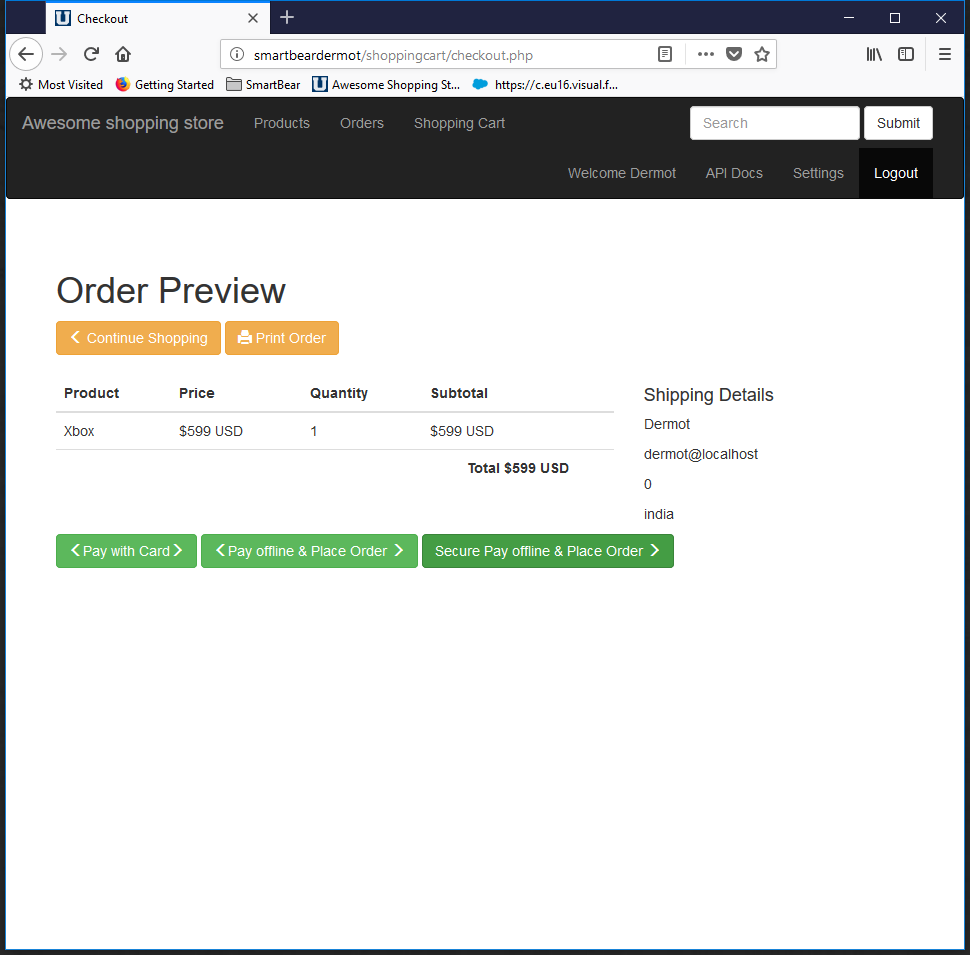 Checkout
smartbeardermot/shoppingcart/checkout.php
Most Visited Getting Started SmartBear Awesome Shopping St... https://c.eu16.visual.f...
Awesome shopping store Products Orders Shopping Cart Search Submit
Welcome Dermot API Docs Settings Logout
Order Preview
Continue Shopping Print Order
Product Price Quantity Subtotal
Xbox $599 USD 1 $599 USD
Total $599 USD
Shipping Details
Dermot
dermot@localhost
0
india
Pay with Card Pay offline & Place Order Secure Pay offline & Place Order